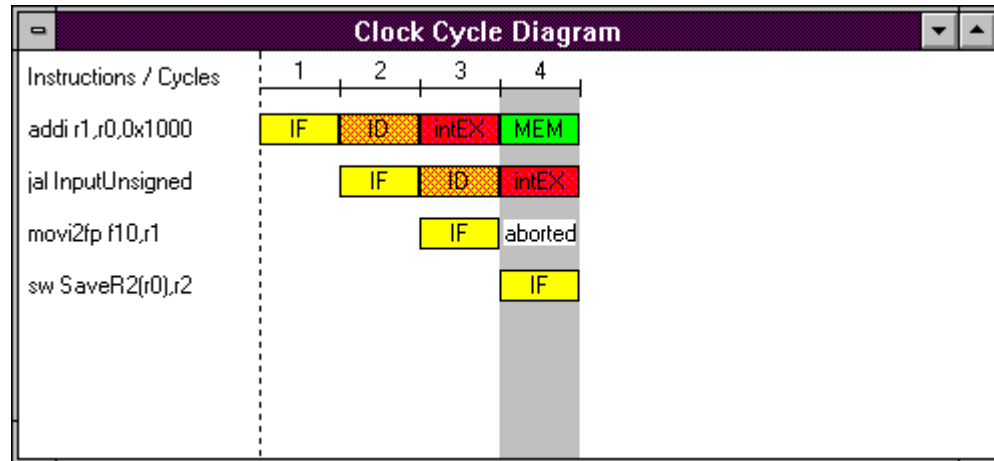 Clock Cycle Diagram
Instructions / Cycles 1 2 3 4
addi r1,r0,0x1000 IF ID intEX MEM
jal InputUnsigned IF ID intEX
movi2fp f10,r1 IF aborted
sw SaveR2(r0),r2 IF